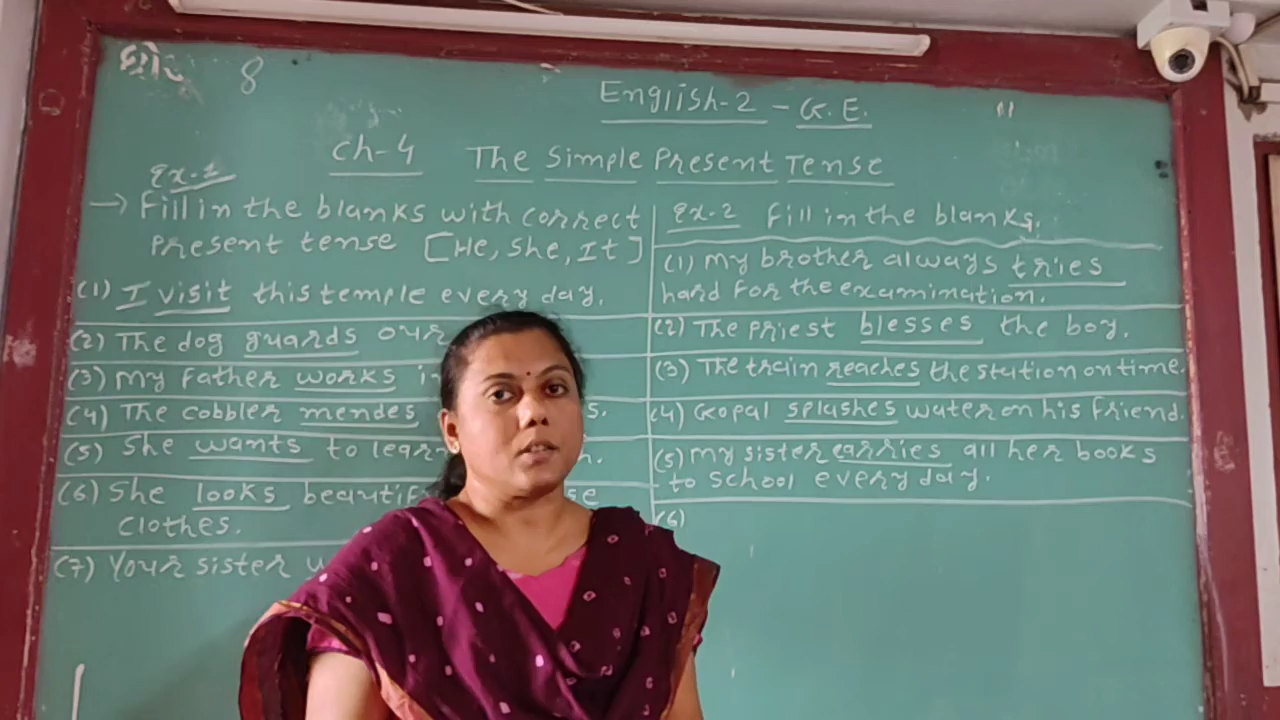 ધો. 8
English-2 - G.E.
Ch-4 The Simple Present Tense
Ex-1
→ Fill in the blanks with correct
Present tense [He, She, It]
(1) I visit this temple every day.
(2) The dog guards our
(3) My father works
(4) The cobbler mendes s.
(5) She wants to learn
(6) She looks se
clothes.
(7) Your sister
Ex-2 Fill in the blanks.
(1) My brother always tries
hard for the examination.
(2) The Priest blesses the boy.
(3) The train reaches the station on time.
(4) Gopal splashes water on his friend.
(5) My sister carries all her books
to School every day.
(6)